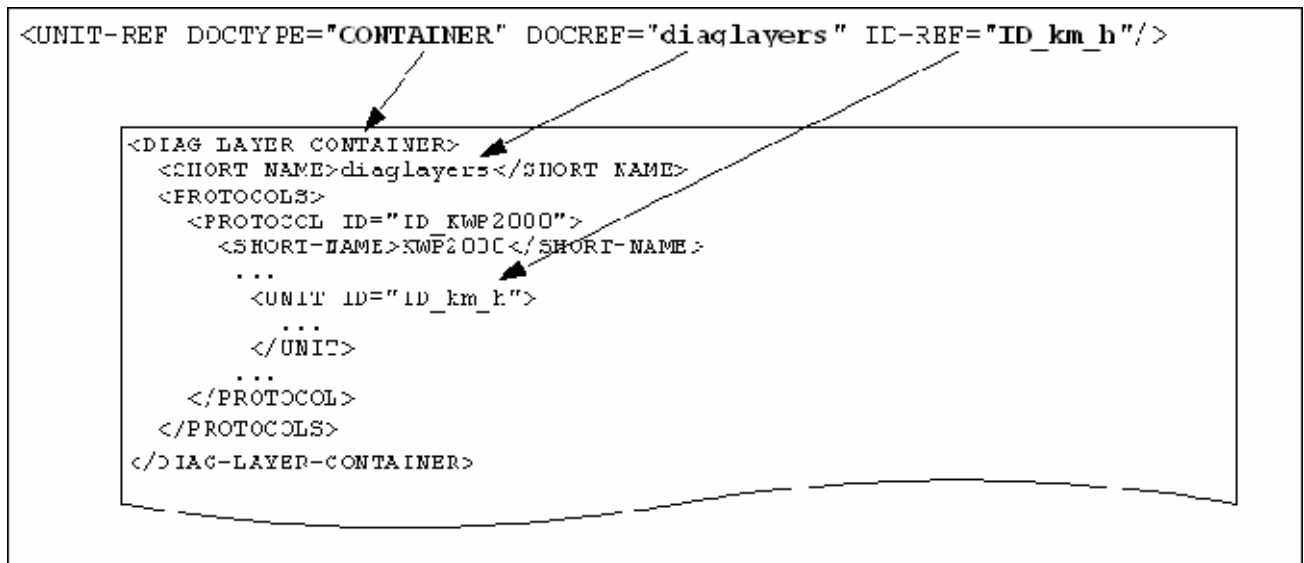 <UNIT-REF DOCTYPE="CONTAINER" DOCREF="diaglayers" ID-REF="ID_km_h"/>
<DIAG LAYER CONTAINER>
<SHORT NAME>diaglayers</SHORT NAME>
<PROTOCOLS>
<PROTOCOL ID="ID_KWP2000">
<SHORT-NAME>KWP2000</SHORT-NAME>
...
<UNIT ID="ID_km_h">
...
</UNIT>
...
</PROTOCOL>
</PROTOCOLS>
</DIAG-LAYER-CONTAINER>